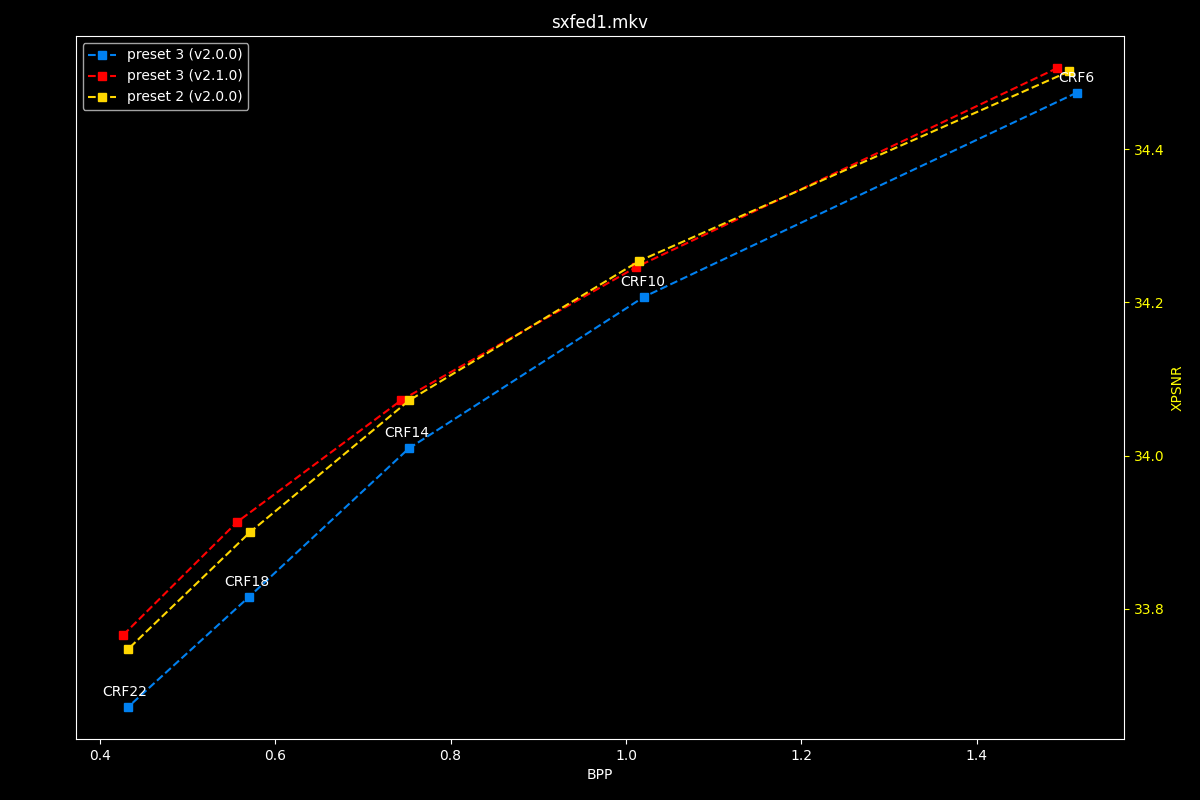 sxfed1.mkv
preset 3 (v2.0.0)
preset 3 (v2.1.0)
preset 2 (v2.0.0)
CRF6
34.4
CRF10
34.2
XPSNR
CRF14
34.0
CRF18
33.8
CRF22
0.4 0.6 0.8 1.0 1.2 1.4
BPP